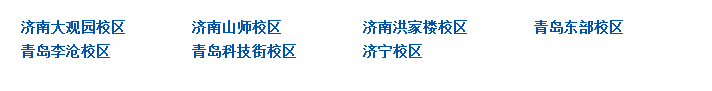 济南大观园校区 济南山师校区 济南洪家楼校区 青岛东部校区
青岛李沧校区 青岛科技街校区 济宁校区